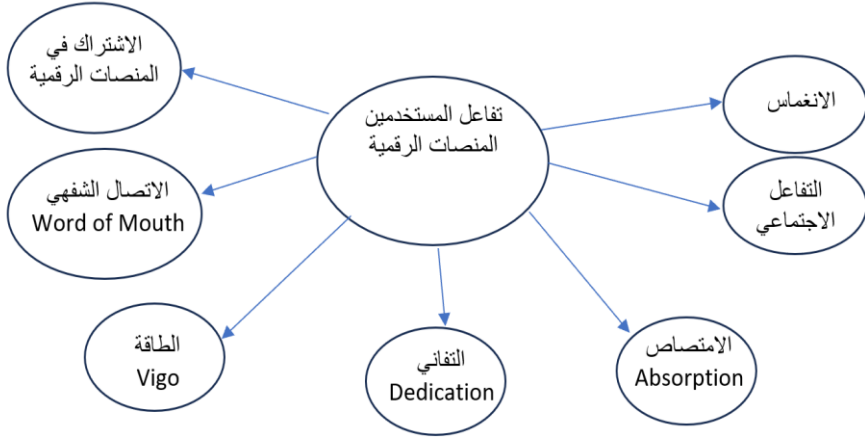 تفاعل المستخدمين
المنصات الرقمية
الانغماس
التفاعل
الاجتماعي
الامتصاص
Absorption
التفاني
Dedication
الطاقة
Vigo
الاتصال الشفهي
Word of Mouth
الاشتراك في
المنصات الرقمية